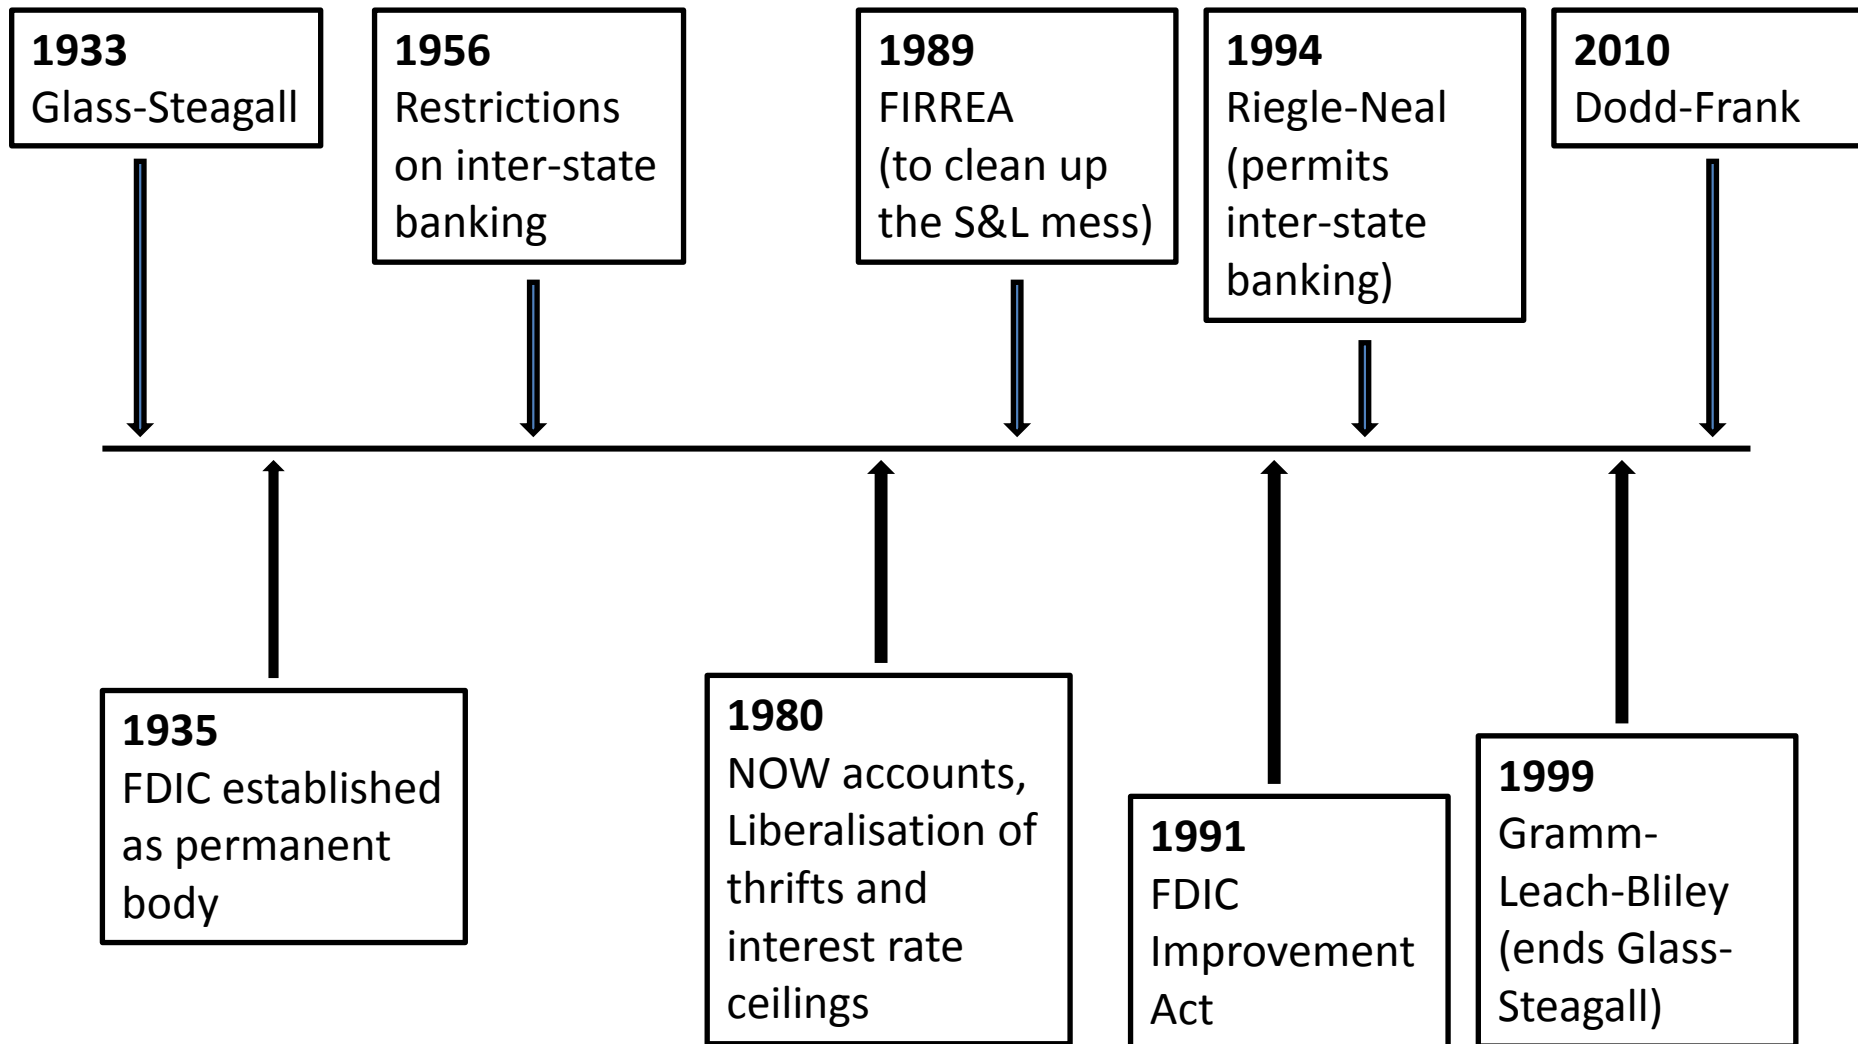 1933
Glass-Steagall
1956
Restrictions
on inter-state
banking
1989
FIRREA
(to clean up
the S&L mess)
1994
Riegle-Neal
(permits
inter-state
banking)
2010
Dodd-Frank
1935
FDIC established
as permanent
body
1980
NOW accounts,
Liberalisation of
thrifts and
interest rate
ceilings
1991
FDIC
Improvement
Act
1999
Gramm-
Leach-Bliley
(ends Glass-
Steagall)